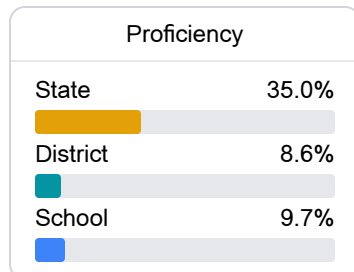 Proficiency
State 35.0%
District 8.6%
School 9.7%